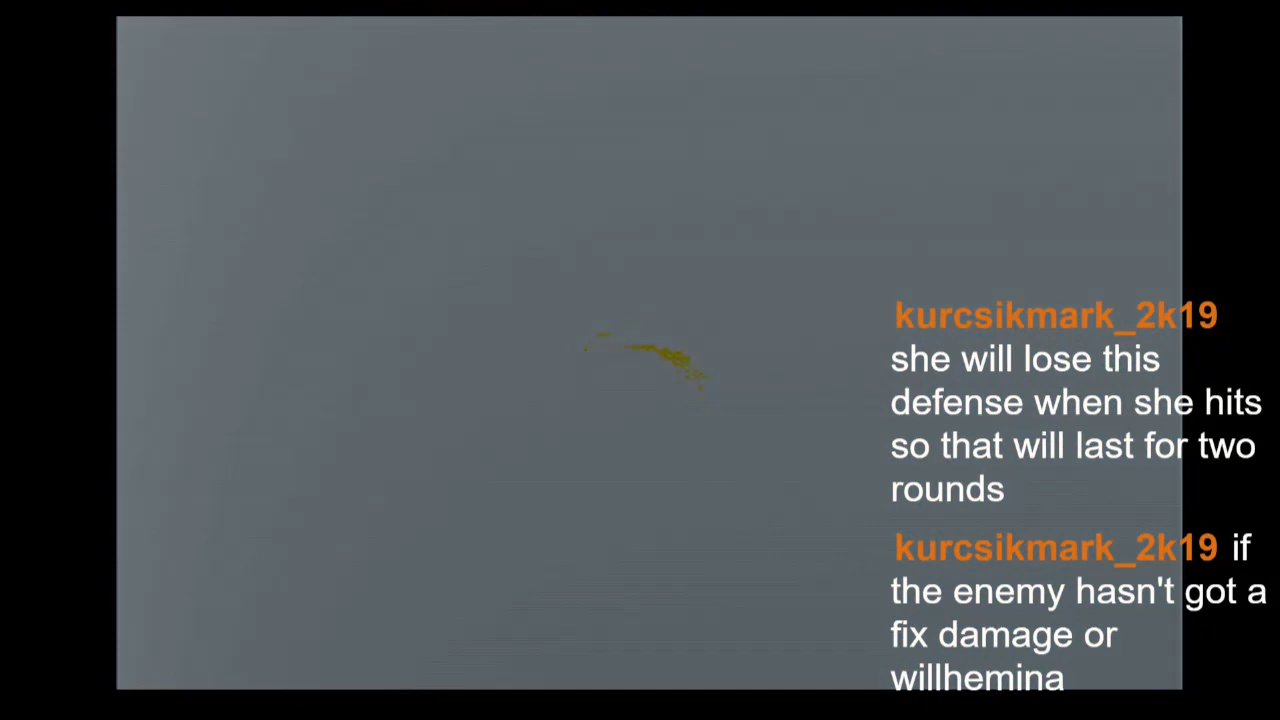 kurcsikmark_2k19
she will lose this
defense when she hits
so that will last for two
rounds
kurcsikmark_2k19 if
the enemy hasn't got a
fix damage or
willhemina